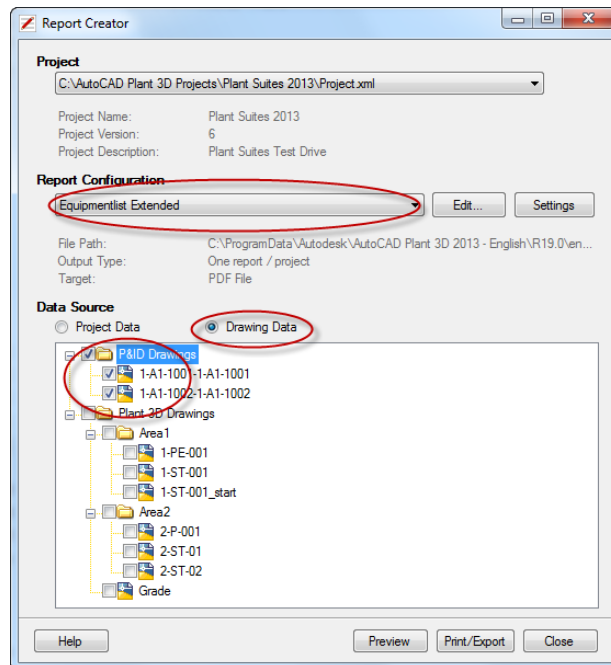 Report Creator
Project
C:\AutoCAD Plant 3D Projects\Plant Suites 2013\Project.xml
Project Name: Plant Suites 2013
Project Version: 6
Project Description: Plant Suites Test Drive
Report Configuration
Equipmentlist Extended Edit... Settings
File Path: C:\ProgramData\Autodesk\AutoCAD Plant 3D 2013 - English\R19.0\en...
Output Type: One report / project
Target: PDF File
Data Source
Project Data Drawing Data
P&ID Drawings
1-A1-1001-1-A1-1001
1-A1-1002-1-A1-1002
Plant 3D Drawings
Area1
1-PE-001
1-ST-001
1-ST-001_start
Area2
2-P-001
2-ST-01
2-ST-02
Grade
Help Preview Print/Export Close